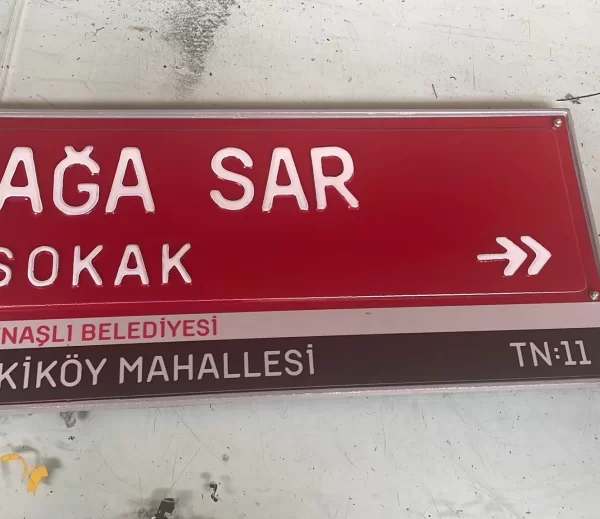 AĞA SAR
SOKAK
NAŞLI BELEDİYESİ
KİKÖY MAHALLESİ
TN:11